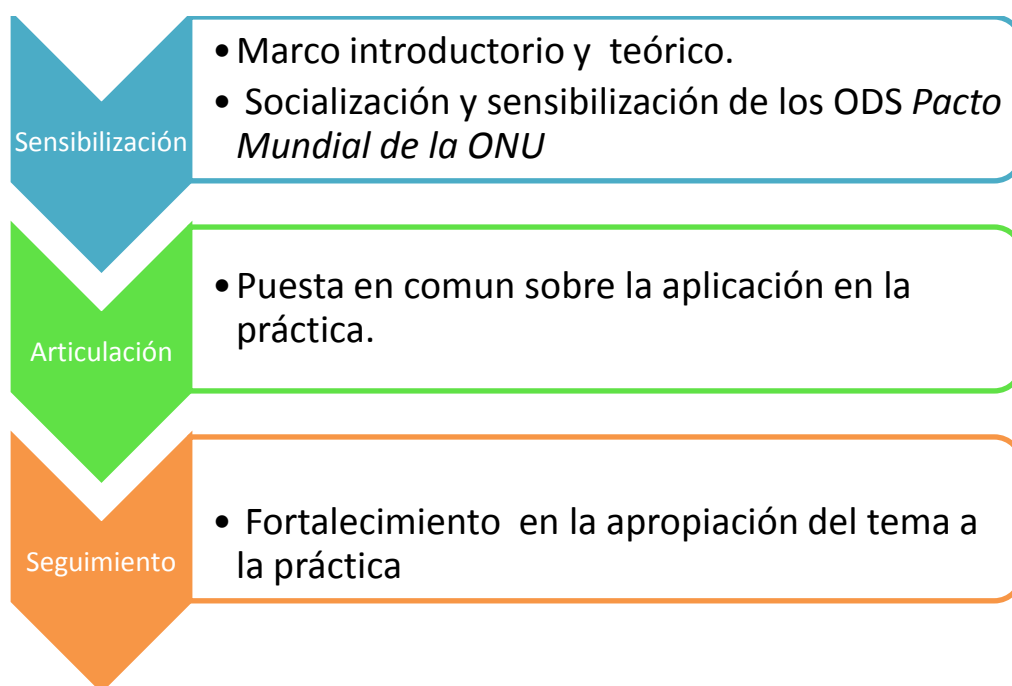 Sensibilización
• Marco introductorio y teórico.
• Socialización y sensibilización de los ODS Pacto
Mundial de la ONU
Articulación
• Puesta en comun sobre la aplicación en la
práctica.
Seguimiento
• Fortalecimiento en la apropiación del tema a
la práctica